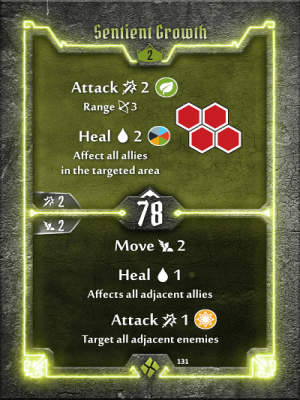 Sentient Growth
2
Attack 2
Range 3
Heal 2
Affect all allies
in the targeted area
2
78
2
Move 2
Heal 1
Affects all adjacent allies
Attack 1
Target all adjacent enemies
131